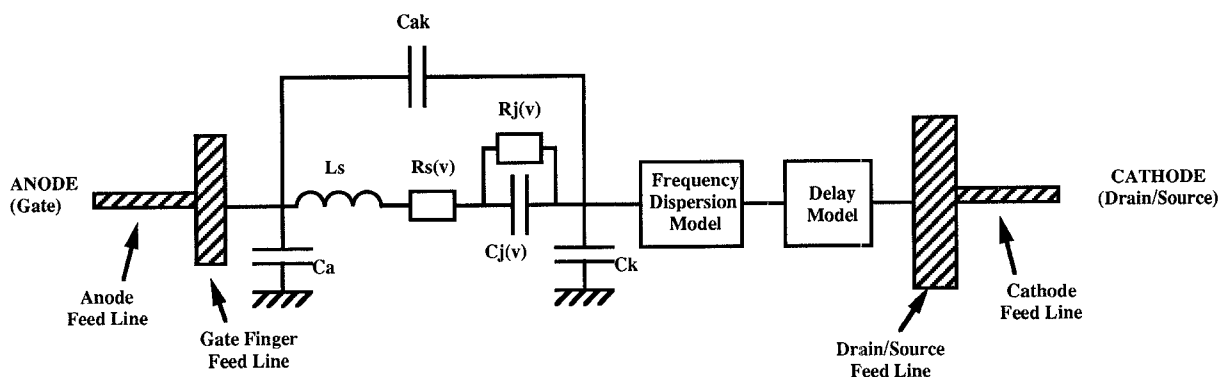 Cak
Rj(v)
Ls
Rs(v)
ANODE
(Gate)
Frequency
Dispersion
Model
Delay
Model
CATHODE
(Drain/Source)
Cj(v)
Ca
Ck
Anode
Feed Line
Gate Finger
Feed Line
Cathode
Feed Line
Drain/Source
Feed Line